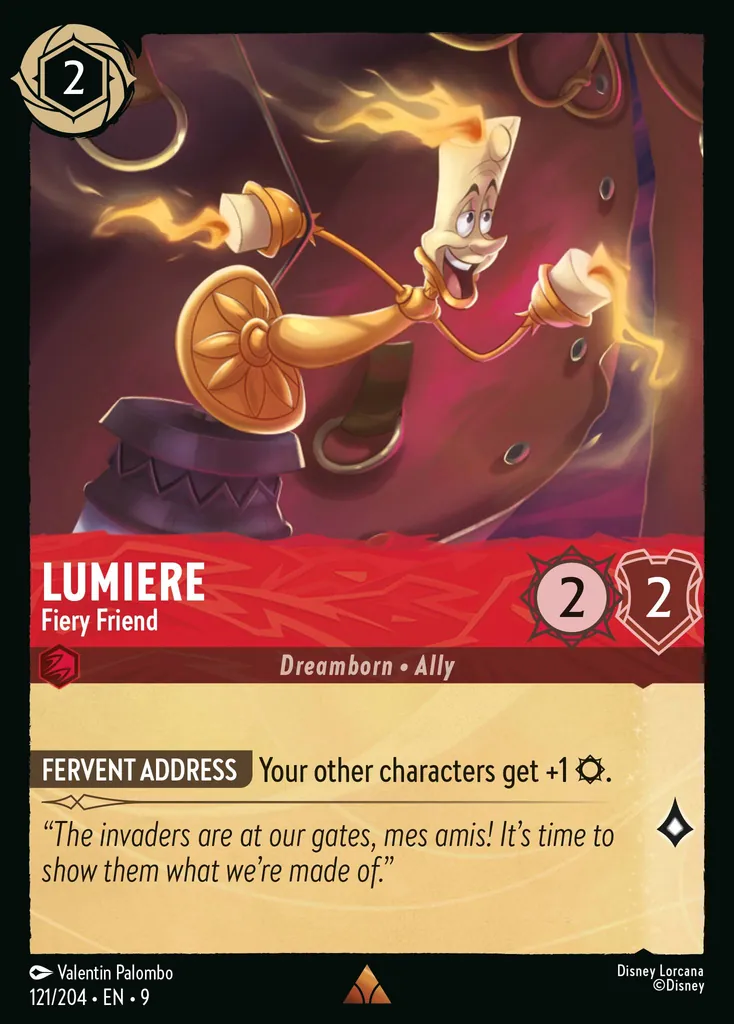 2
LUMIERE
Fiery Friend
2
2
Dreamborn • Ally
FERVENT ADDRESS Your other characters get +1 .
“The invaders are at our gates, mes amis! It’s time to
show them what we’re made of.”
Valentin Palombo
121/204 • EN • 9
Disney Lorcana
©Disney